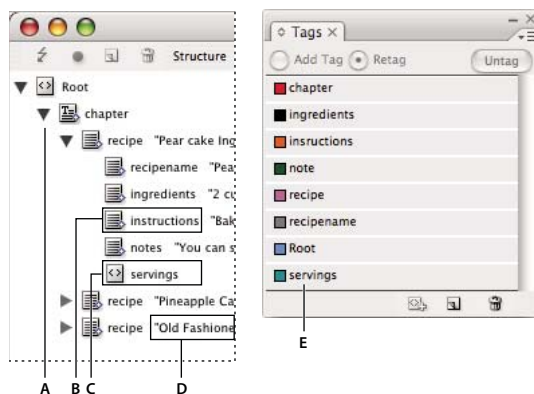 Structure
Root
chapter
recipe "Pear cake Ing
recipename "Pea
ingredients "2 cu
instructions "Bak
notes "You can s
servings
recipe "Pineapple Ca
recipe "Old Fashione
A B C D
Tags ×
Add Tag Retag Untag
chapter
ingredients
insructions
note
recipe
recipename
Root
servings
E